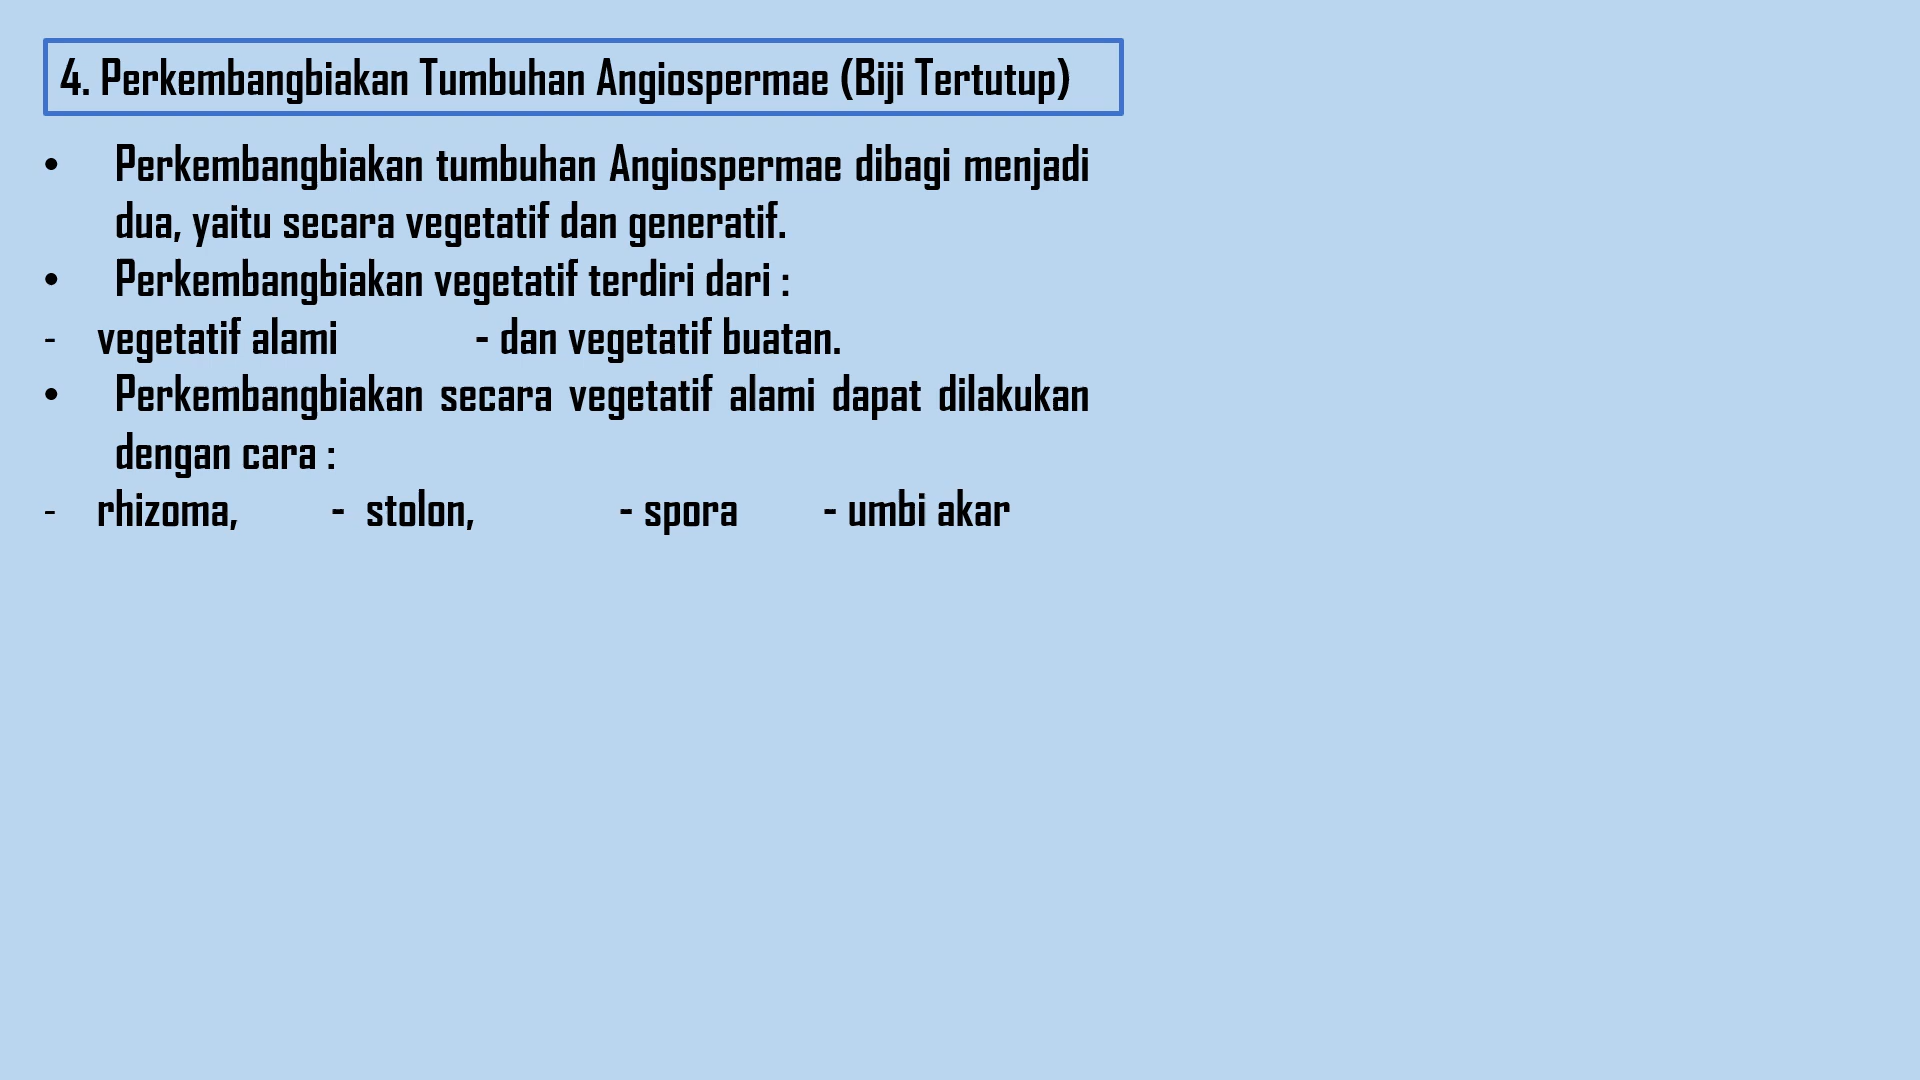 4. Perkembangbiakan Tumbuhan Angiospermae (Biji Tertutup)
• Perkembangbiakan tumbuhan Angiospermae dibagi menjadi
dua, yaitu secara vegetatif dan generatif.
• Perkembangbiakan vegetatif terdiri dari :
- vegetatif alami - dan vegetatif buatan.
• Perkembangbiakan secara vegetatif alami dapat dilakukan
dengan cara :
- rhizoma, - stolon, - spora - umbi akar